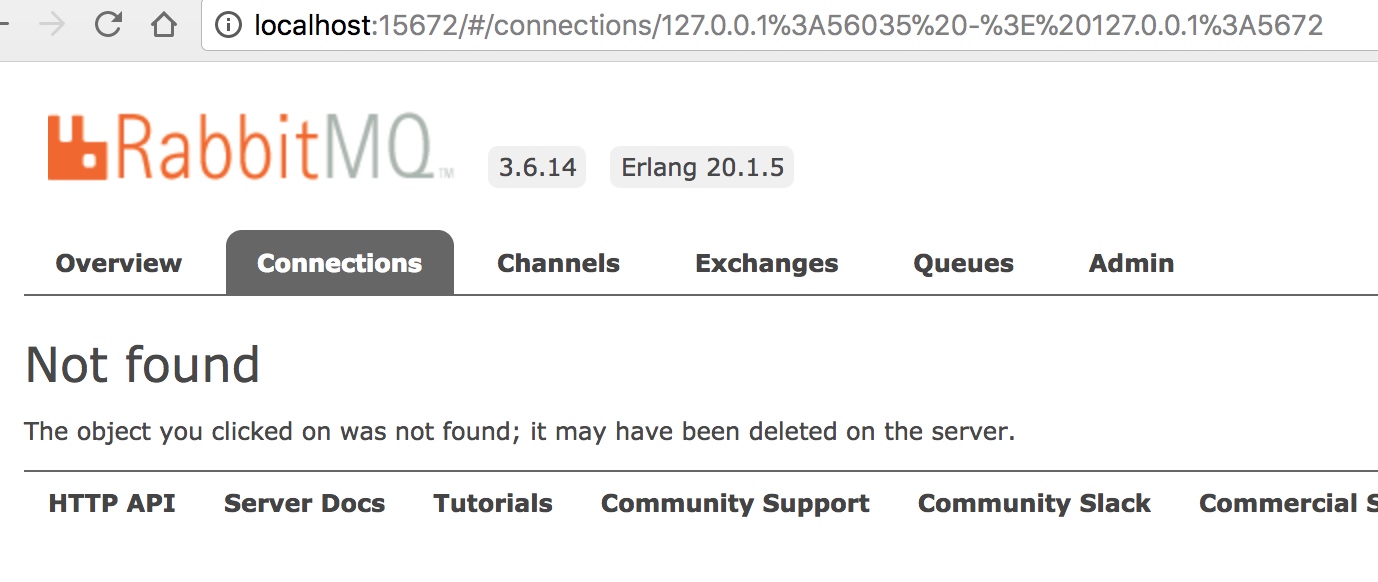 localhost:15672/#/connections/127.0.0.1%3A56035%20-%3E%20127.0.0.1%3A5672
RabbitMQ TM 3.6.14 Erlang 20.1.5
Overview Connections Channels Exchanges Queues Admin
Not found
The object you clicked on was not found; it may have been deleted on the server.
HTTP API Server Docs Tutorials Community Support Community Slack Commercial S